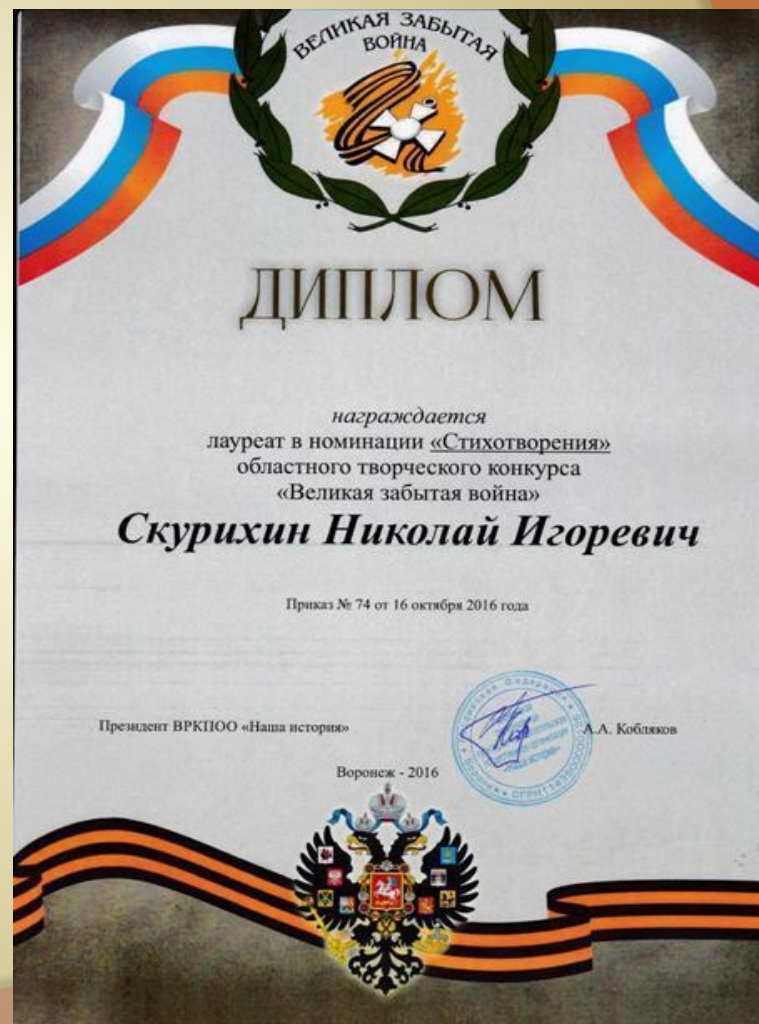 ВЕЛИКАЯ ЗАБЫТАЯ
ВОЙНА
ДИПЛОМ
награждается
лауреат в номинации «Стихотворения»
областного творческого конкурса
«Великая забытая война»
Скурихин Николай Игоревич
Приказ № 74 от 16 октября 2016 года
Президент ВРКПОО «Наша история»
А.А. Кобляков
Воронеж - 2016